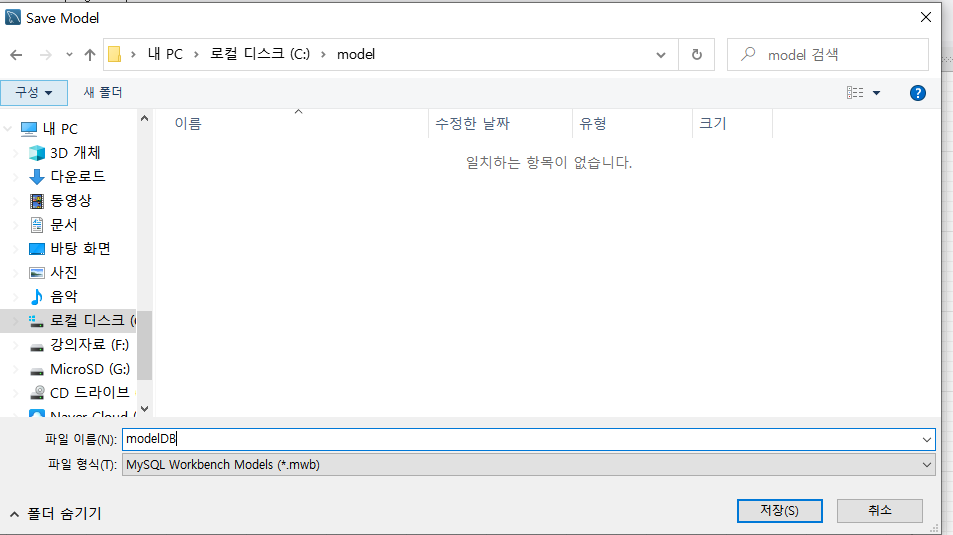 Save Model
내 PC > 로컬 디스크 (C:) > model
model 검색
구성
새 폴더
?
내 PC
3D 개체
다운로드
동영상
문서
바탕 화면
사진
음악
로컬 디스크 (
강의자료 (F:)
MicroSD (G:)
CD 드라이브
Naver Cloud (
이름
수정한 날짜
유형
크기
일치하는 항목이 없습니다.
파일 이름(N):
modelDB
파일 형식(T):
MySQL Workbench Models (*.mwb)
폴더 숨기기
저장(S)
취소